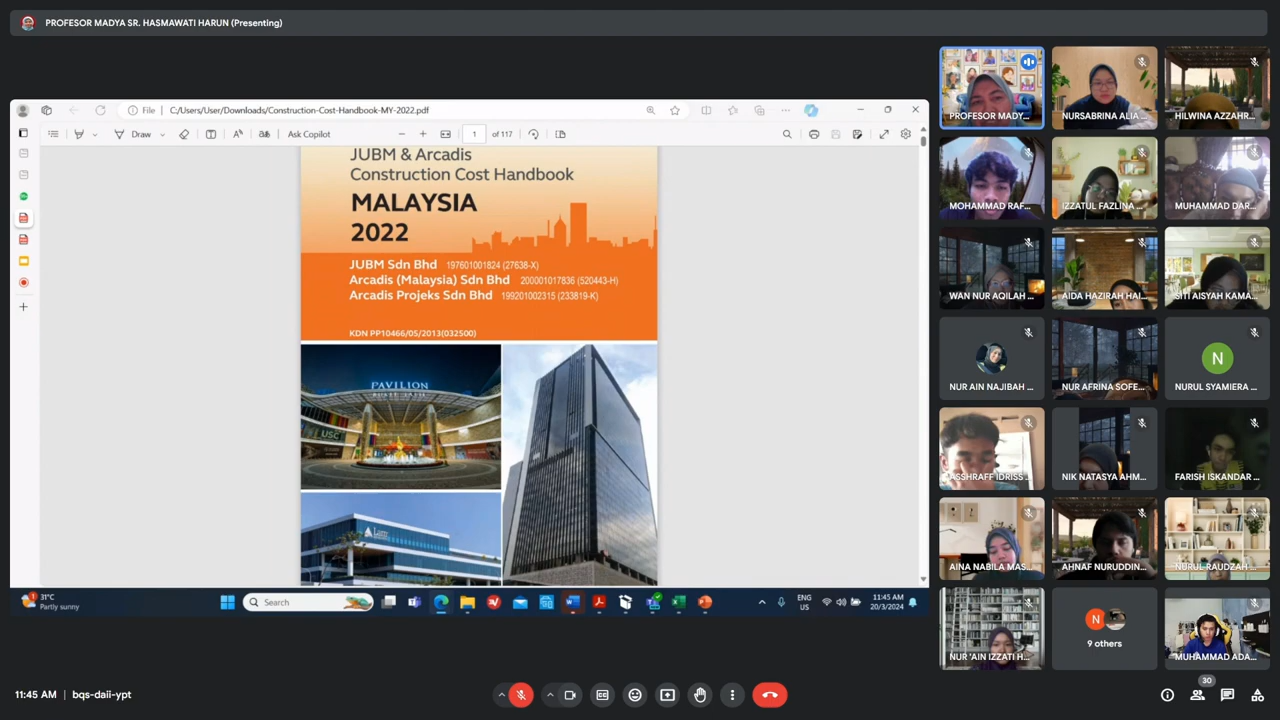 PROFESOR MADYA SR. HASMAWATI HARUN (Presenting)
File
C:/Users/User/Downloads/Construction-Cost-Handbook-MY-2022.pdf
Draw
Ask Copilot
1
of 117
JUBM & Arcadis
Construction Cost Handbook
MALAYSIA
2022
JUBM Sdn Bhd 197601001824 (27638-X)
Arcadis (Malaysia) Sdn Bhd 200001017836 (520443-H)
Arcadis Projeks Sdn Bhd 199201002315 (233819-K)
KDN PP10466/05/2013(032500)
PAVILION
31°C
Partly sunny
Search
ENG
US
11:45 AM
20/3/2024
PROFESOR MADY...
NURSABRINA ALIA ...
HILWINA AZZAHR...
MOHAMMAD RAF...
IZZATUL FAZLINA ...
MUHAMMAD DAR...
WAN NUR AQILAH ...
AIDA HAZIRAH HAI...
SITI AISYAH KAMA...
NUR AIN NAJIBAH ...
NUR AFRINA SOFE...
N
NURUL SYAMIERA ...
ASSHRAFF IDRISS ...
NIK NATASYA AHM...
FARISH ISKANDAR ...
AINA NABILA MAS...
AHNAF NURUDDIN...
NURUL RAUDZAH ...
NUR 'AIN IZZATI H...
N
9 others
MUHAMMAD ADA...
11:45 AM | bqs-daii-ypt
30